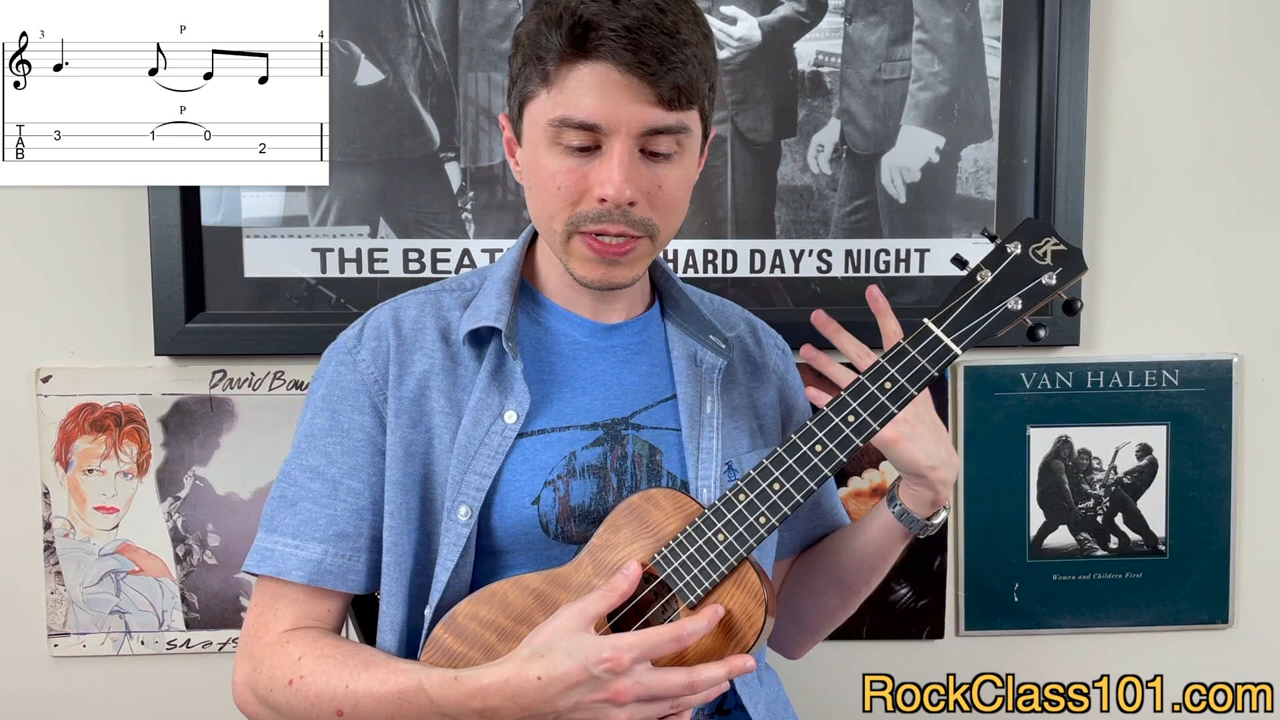 3 P 4
P
T
A
B
3 1 0
2
THE BEAT HARD DAY'S NIGHT
David Bow
VAN HALEN
Women and Children First
RockClass101.com